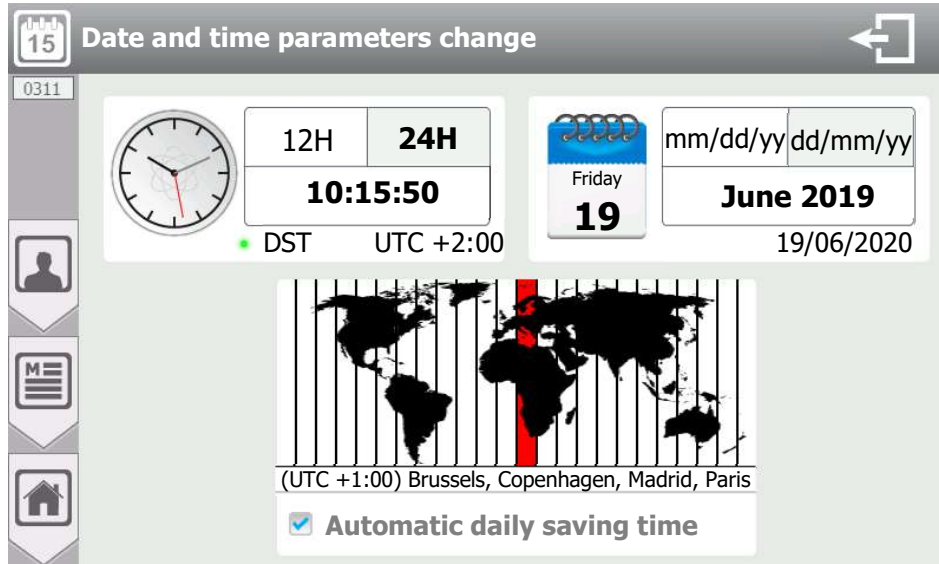 15
Date and time parameters change
0311
12H
24H
10:15:50
DST
UTC +2:00
Friday
19
mm/dd/yy
dd/mm/yy
June 2019
19/06/2020
M
(UTC +1:00) Brussels, Copenhagen, Madrid, Paris
Automatic daily saving time